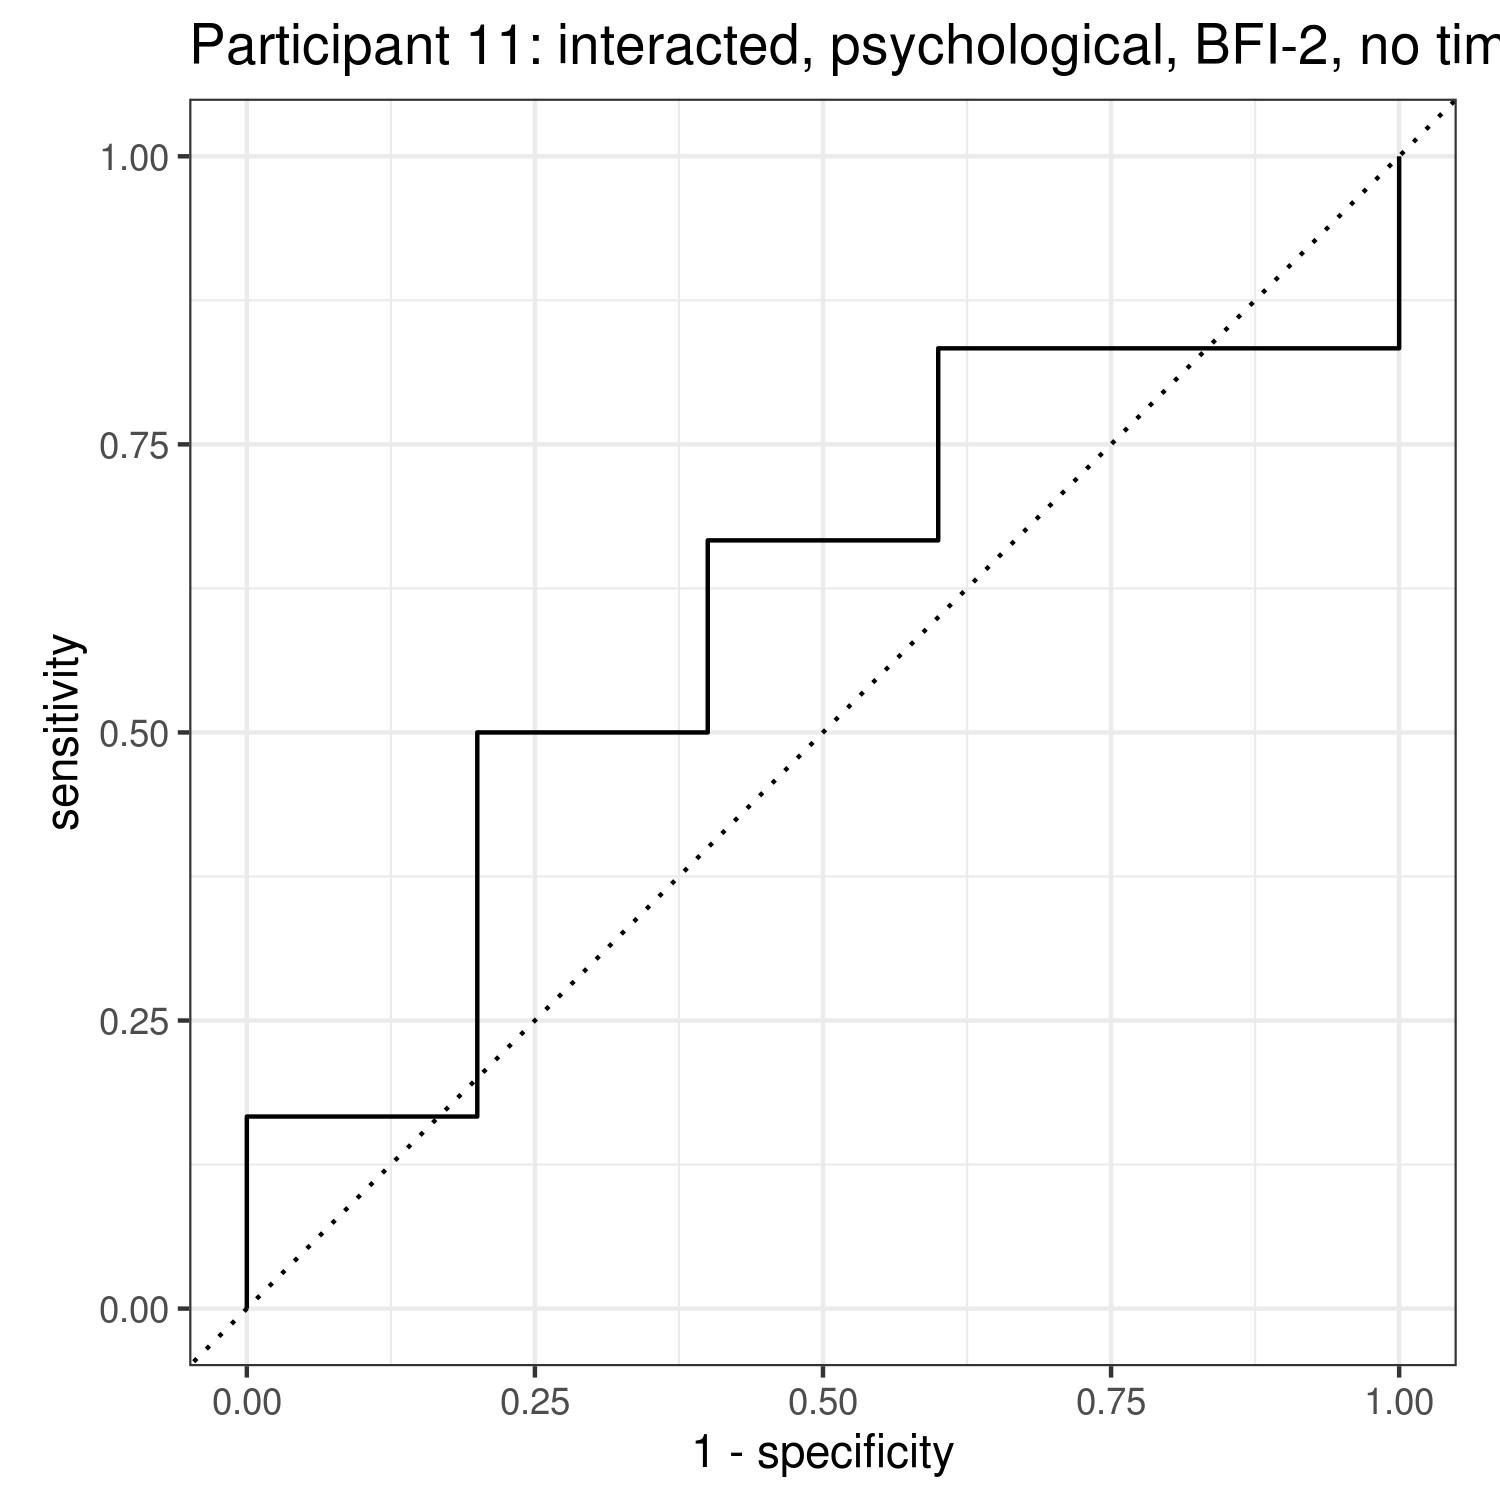 Participant 11: interacted, psychological, BFI-2, no tim
1.00
0.75
0.50
0.25
0.00
sensitivity
0.00 0.25 0.50 0.75 1.00
1 - specificity